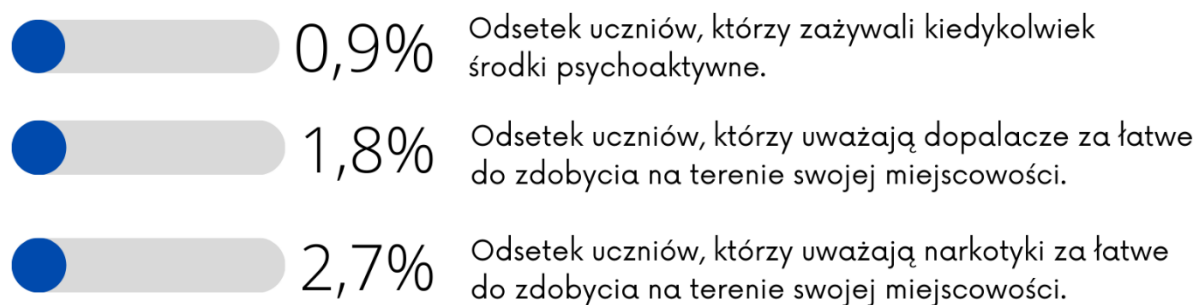 0,9%
Odsetek uczniów, którzy zażywali kiedykolwiek
środki psychoaktywne.
1,8%
Odsetek uczniów, którzy uważają dopalacze za łatwe
do zdobycia na terenie swojej miejscowości.
2,7%
Odsetek uczniów, którzy uważają narkotyki za łatwe
do zdobycia na terenie swojej miejscowości.